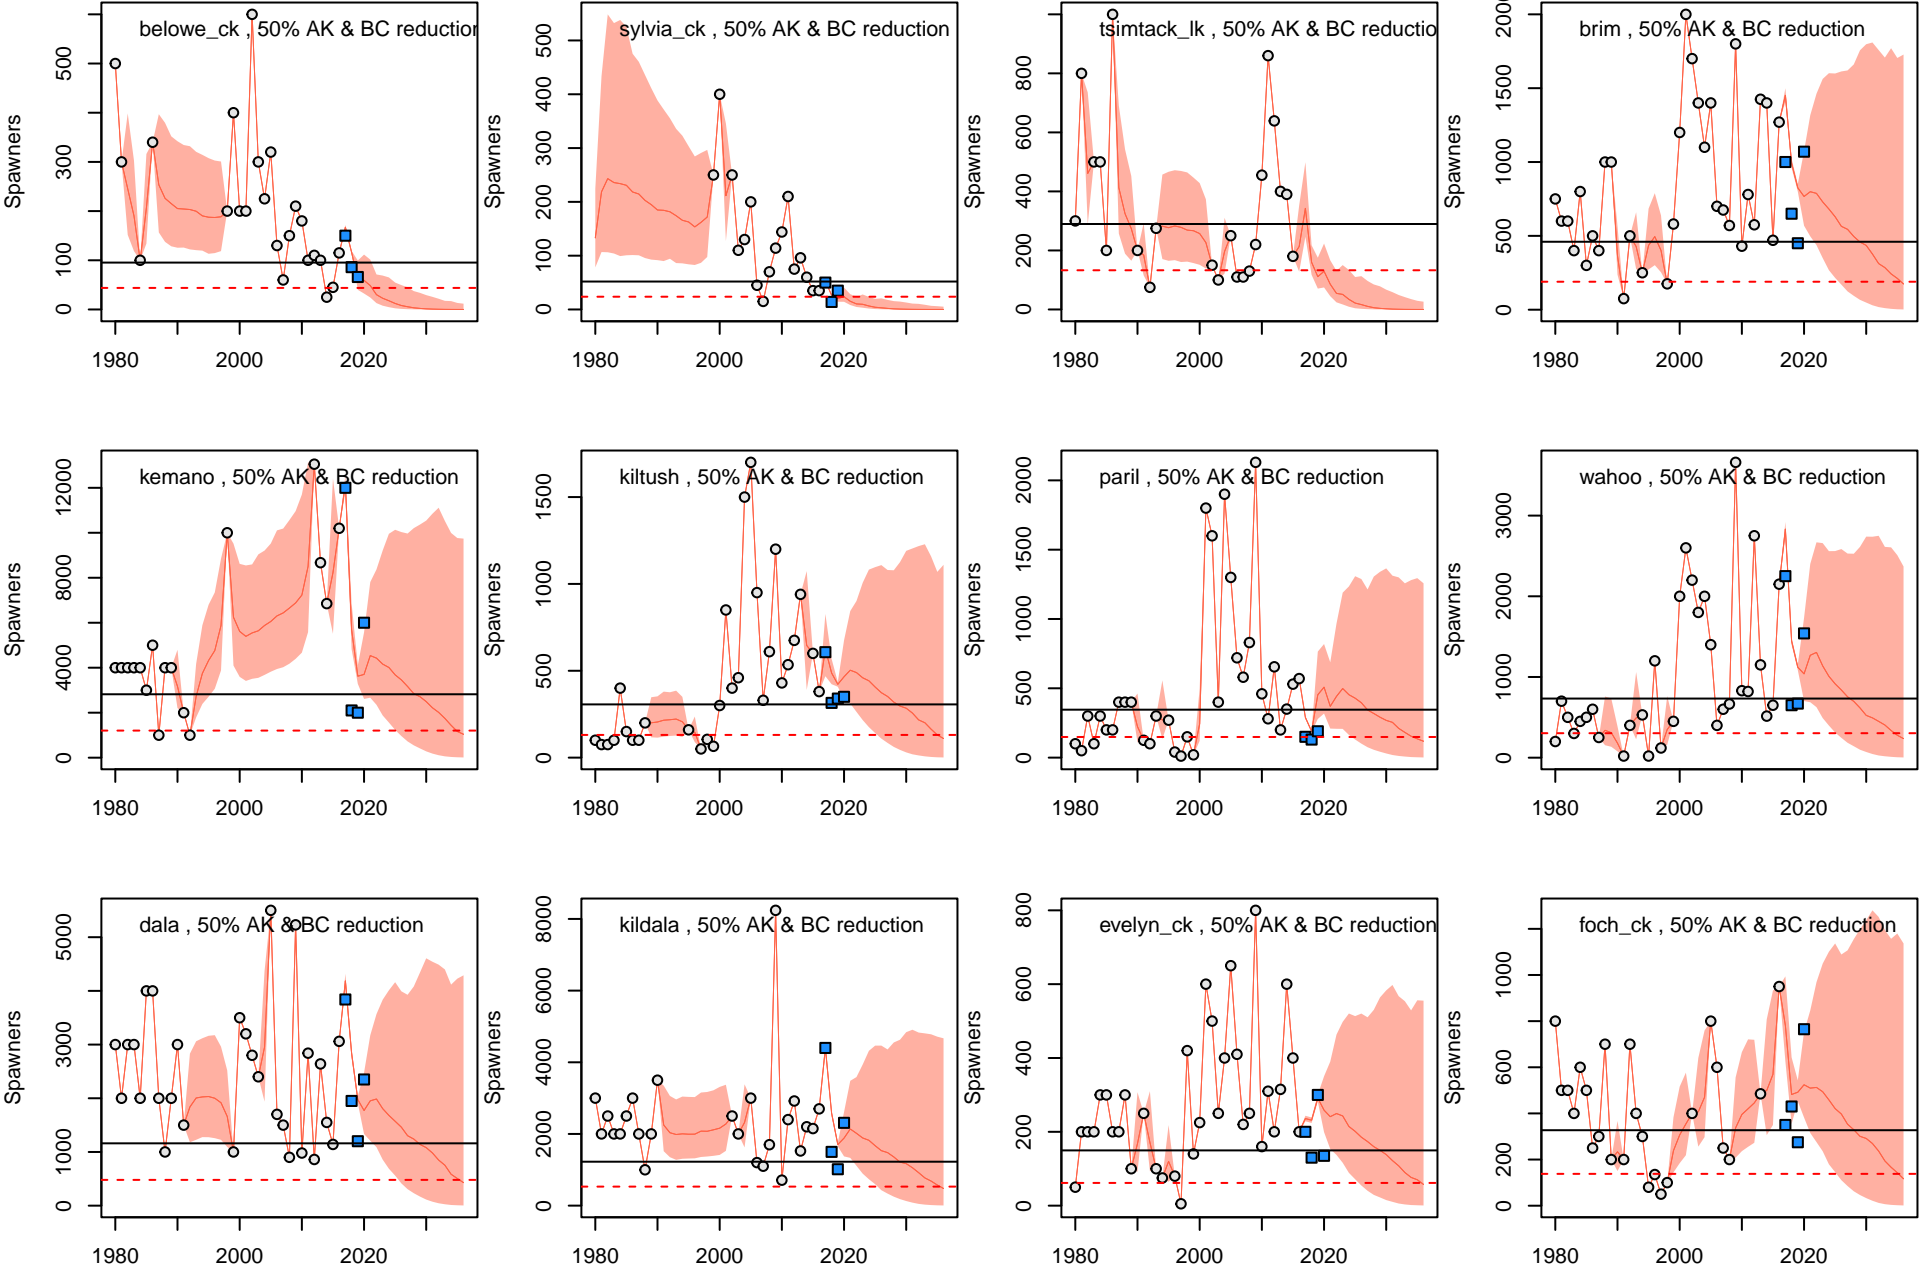 belowe_ck , 50% AK & BC reduction
Spawners
0 100 300 500
1980 2000 2020
sylvia_ck , 50% AK & BC reduction
Spawners
0 100 200 300 400 500
1980 2000 2020
tsimtack_lk , 50% AK & BC reductio
Spawners
0 200 400 600 800
1980 2000 2020
brim , 50% AK & BC reduction
Spawners
0 500 1000 1500 2000
1980 2000 2020
kemano , 50% AK & BC reduction
Spawners
0 4000 8000 12000
1980 2000 2020
kiltush , 50% AK & BC reduction
Spawners
0 500 1000 1500
1980 2000 2020
paril , 50% AK & BC reduction
Spawners
0 500 1000 1500 2000
1980 2000 2020
wahoo , 50% AK & BC reduction
Spawners
0 1000 2000 3000
1980 2000 2020
dala , 50% AK & BC reduction
Spawners
0 1000 3000 5000
1980 2000 2020
kildala , 50% AK & BC reduction
Spawners
0 2000 4000 6000 8000
1980 2000 2020
evelyn_ck , 50% AK & BC reduction
Spawners
0 200 400 600 800
1980 2000 2020
foch_ck , 50% AK & BC reduction
Spawners
0 200 600 1000
1980 2000 2020